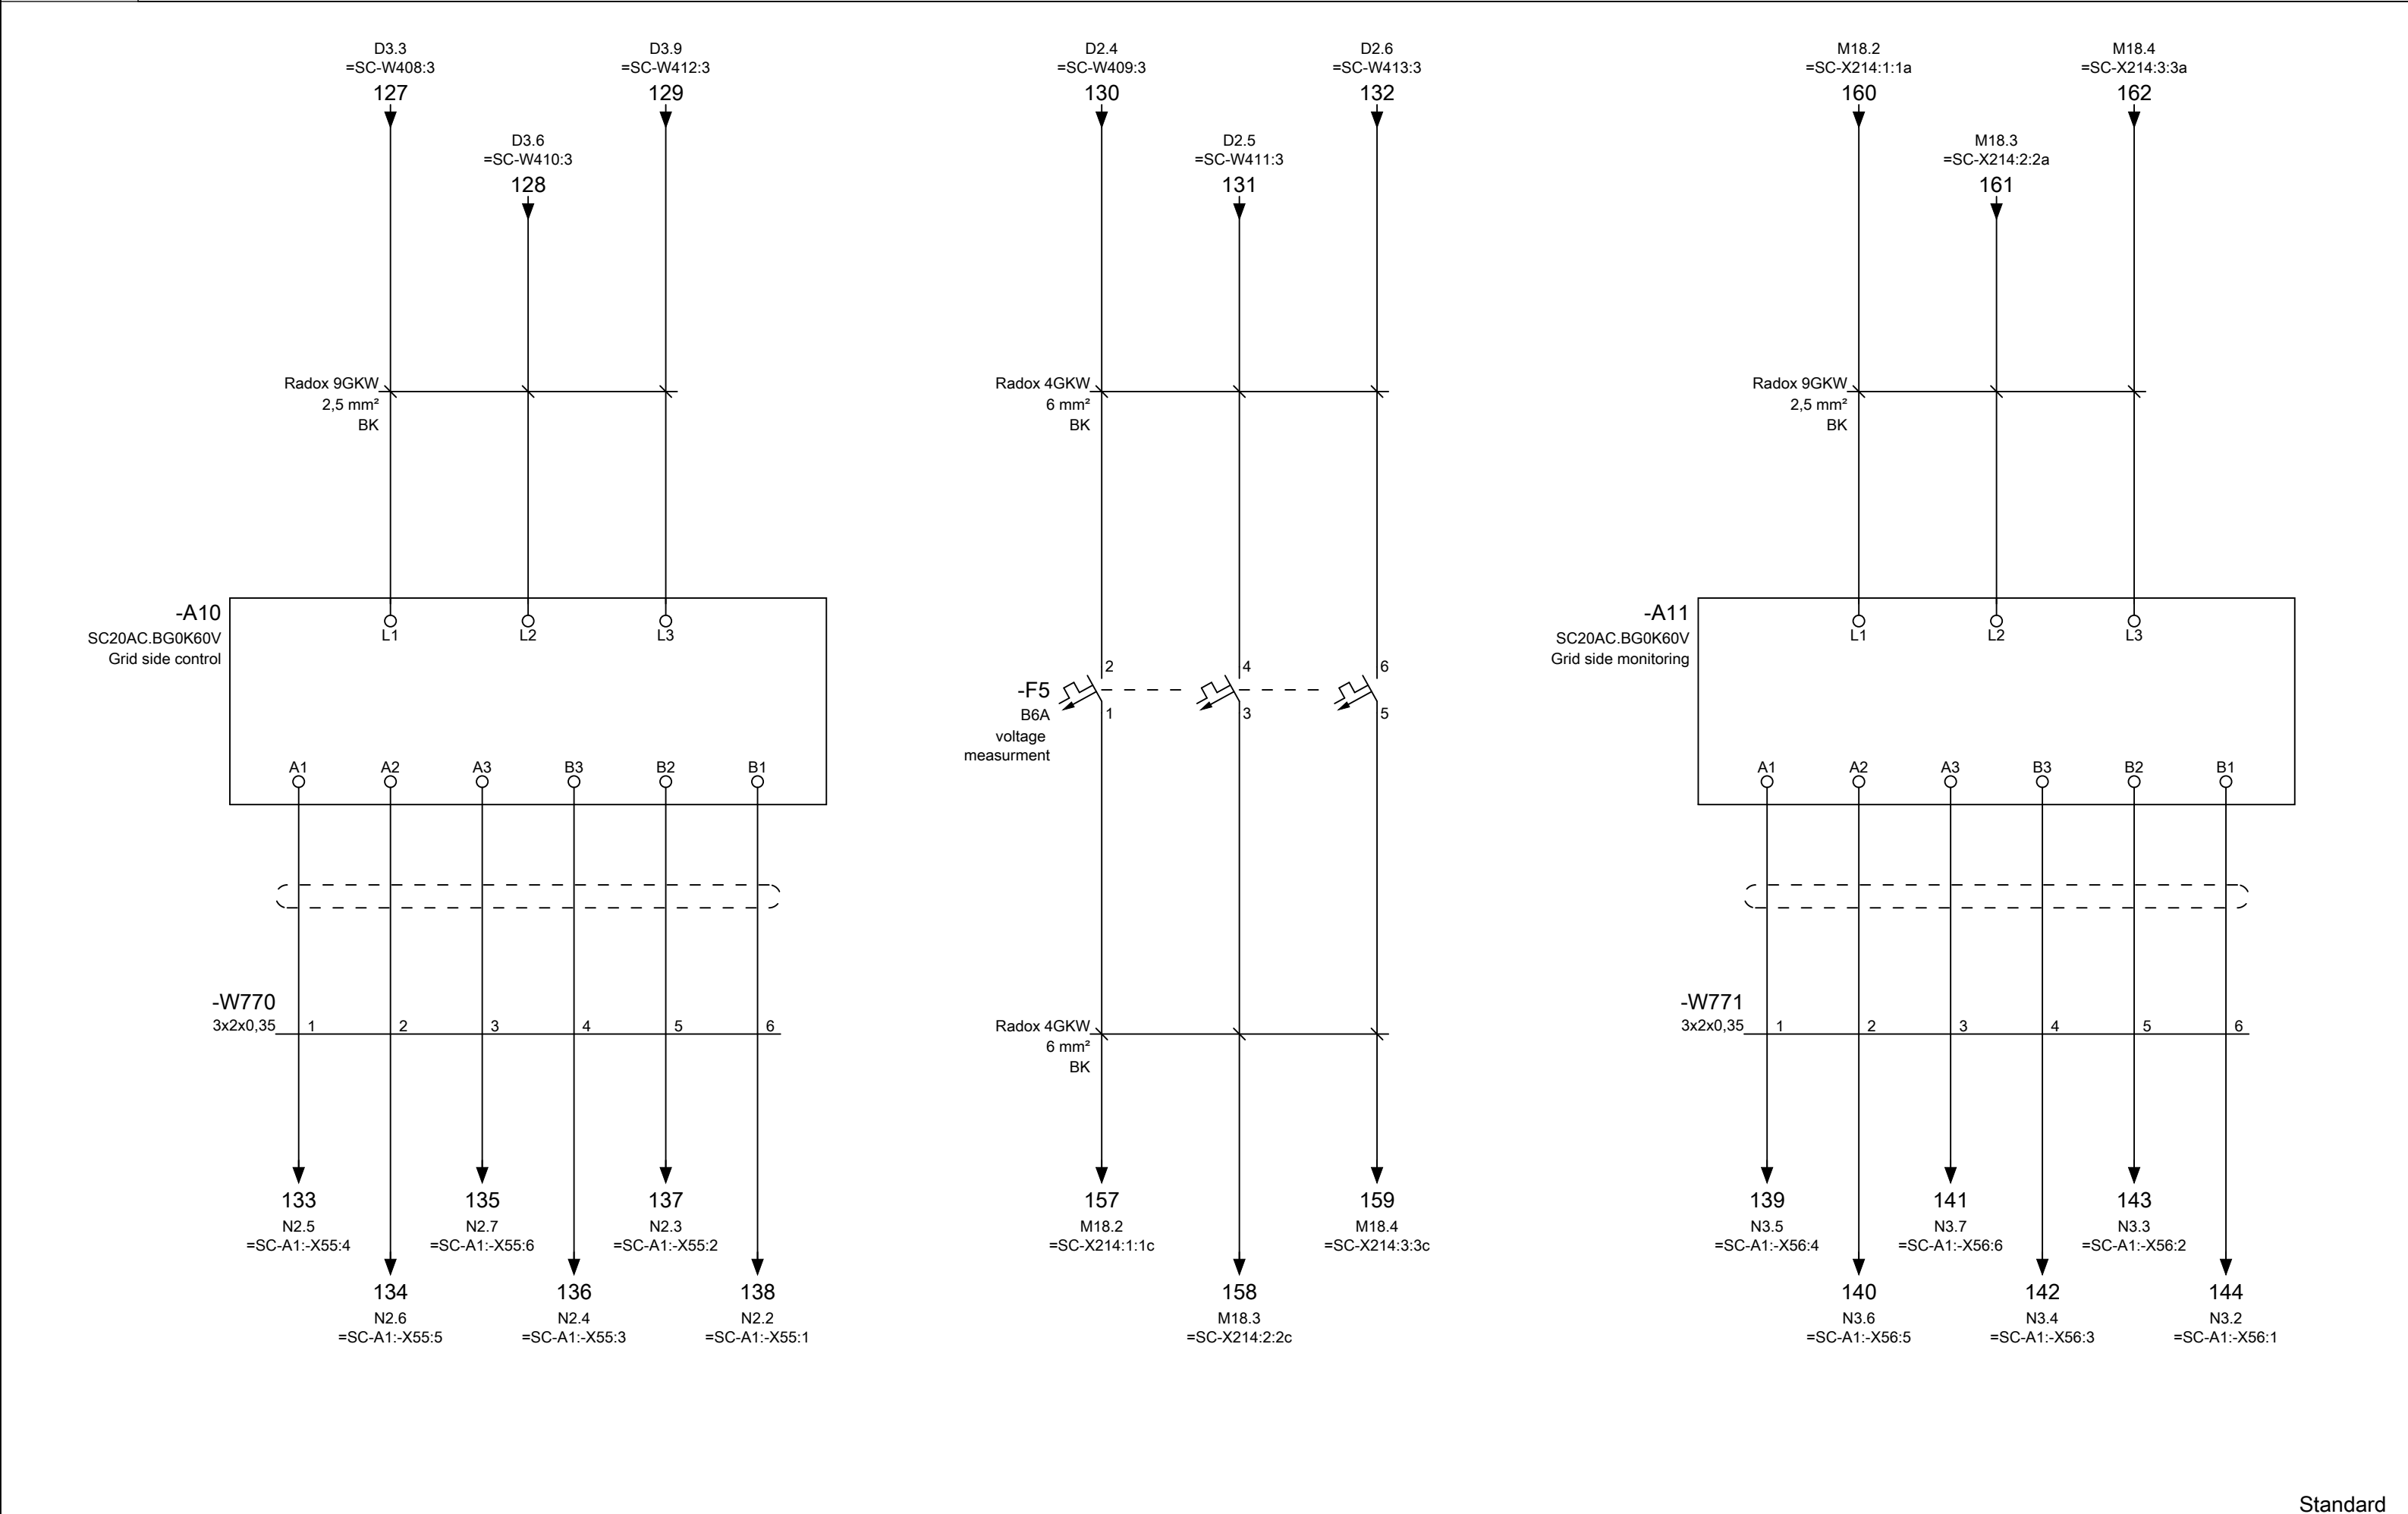 D3.3
=SC-W408:3
127
D3.9
=SC-W412:3
129
D3.6
=SC-W410:3
128
Radox 9GKW
2,5 mm²
BK
-A10
SC20AC.BG0K60V
Grid side control
L1
L2
L3
A1
A2
A3
B3
B2
B1
-W770
3x2x0,35
1
2
3
4
5
6
133
N2.5
=SC-A1:-X55:4
135
N2.7
=SC-A1:-X55:6
137
N2.3
=SC-A1:-X55:2
134
N2.6
=SC-A1:-X55:5
136
N2.4
=SC-A1:-X55:3
138
N2.2
=SC-A1:-X55:1
D2.4
=SC-W409:3
130
D2.6
=SC-W413:3
132
D2.5
=SC-W411:3
131
Radox 4GKW
6 mm²
BK
2
4
6
-F5
B6A
voltage
measurment
1
3
5
Radox 4GKW
6 mm²
BK
157
M18.2
=SC-X214:1:1c
159
M18.4
=SC-X214:3:3c
158
M18.3
=SC-X214:2:2c
M18.2
=SC-X214:1:1a
160
M18.4
=SC-X214:3:3a
162
M18.3
=SC-X214:2:2a
161
Radox 9GKW
2,5 mm²
BK
-A11
SC20AC.BG0K60V
Grid side monitoring
L1
L2
L3
A1
A2
A3
B3
B2
B1
-W771
3x2x0,35
1
2
3
4
5
6
139
N3.5
=SC-A1:-X56:4
141
N3.7
=SC-A1:-X56:6
143
N3.3
=SC-A1:-X56:2
140
N3.6
=SC-A1:-X56:5
142
N3.4
=SC-A1:-X56:3
144
N3.2
=SC-A1:-X56:1
Standard